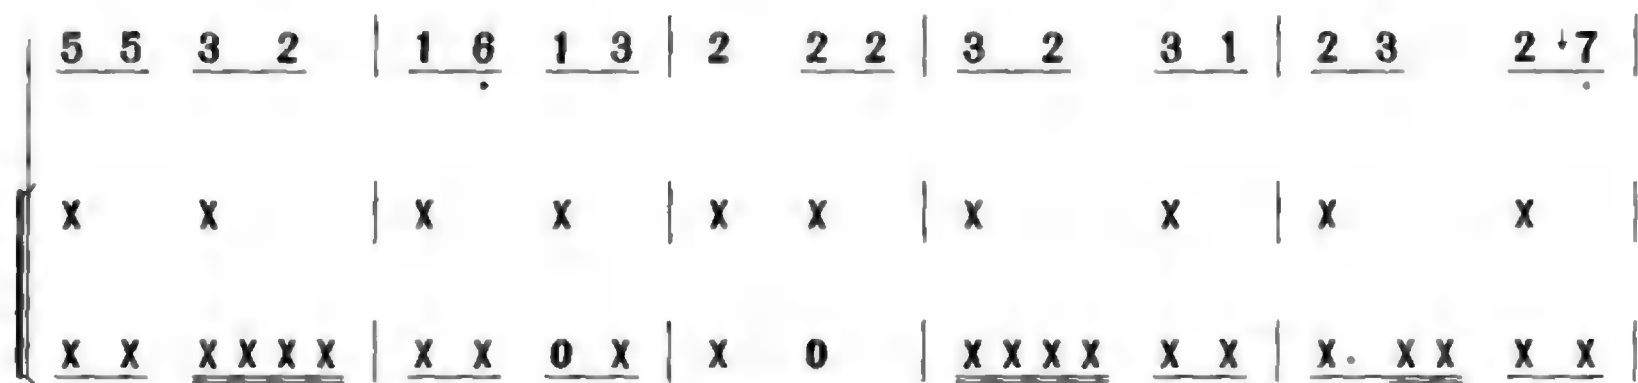 5 5 3 2 | 1 6̣ 1 3 | 2 2 2 | 3 2 3 1 | 2 3 2 ↓7̣ |
X X | X X | X X | X X | X X |
X X X X X X | X X 0 X | X 0 | X X X X X X | X. X X X X |